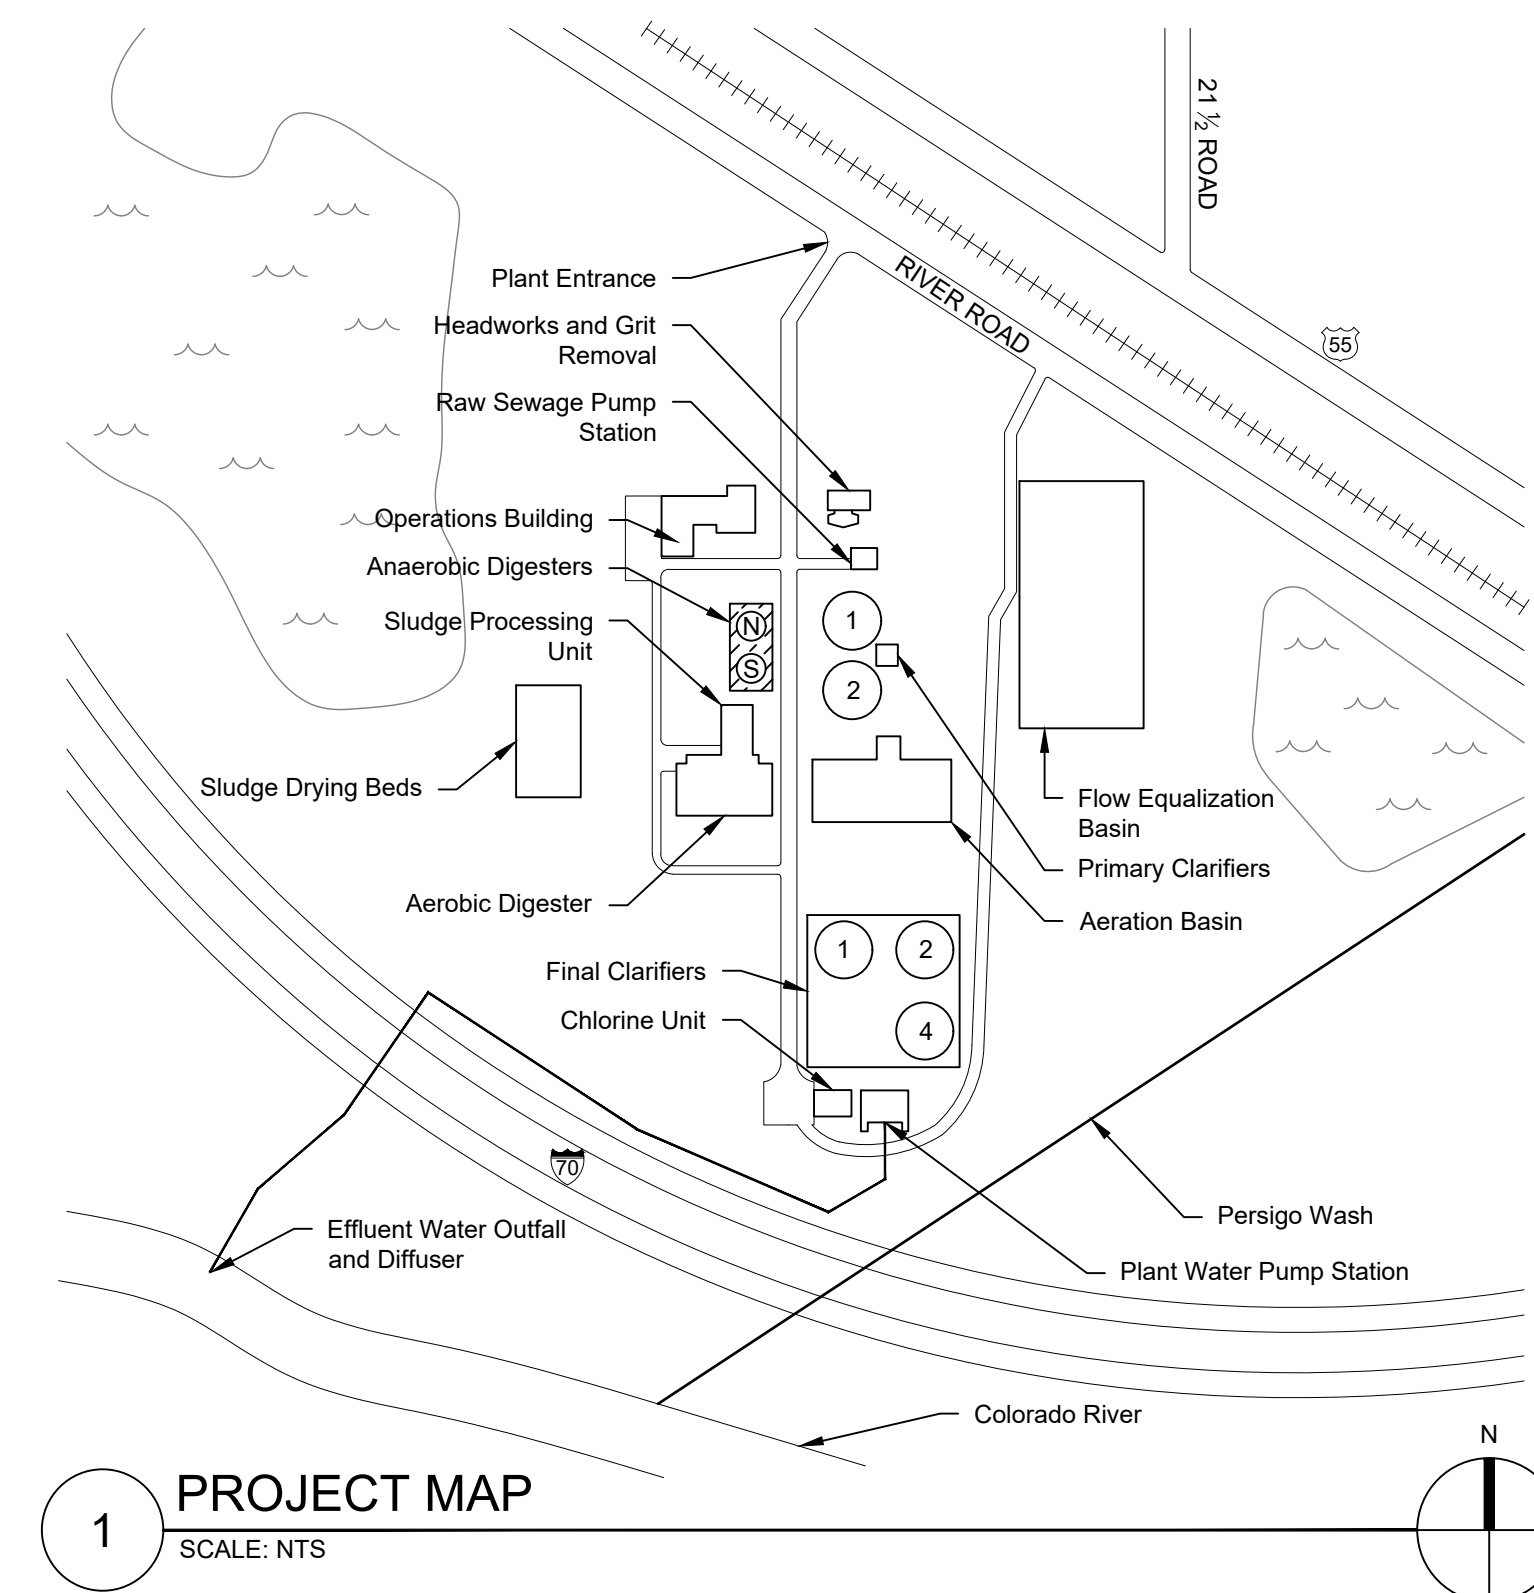 21 ½ ROAD
RIVER ROAD
55
Plant Entrance
Headworks and Grit
Removal
Raw Sewage Pump
Station
Operations Building
Anaerobic Digesters
N
S
Sludge Processing
Unit
1
2
Sludge Drying Beds
Flow Equalization
Basin
Primary Clarifiers
Aeration Basin
Aerobic Digester
Final Clarifiers
1
2
4
Chlorine Unit
70
Effluent Water Outfall
and Diffuser
Persigo Wash
Plant Water Pump Station
Colorado River
N
1
PROJECT MAP
SCALE: NTS